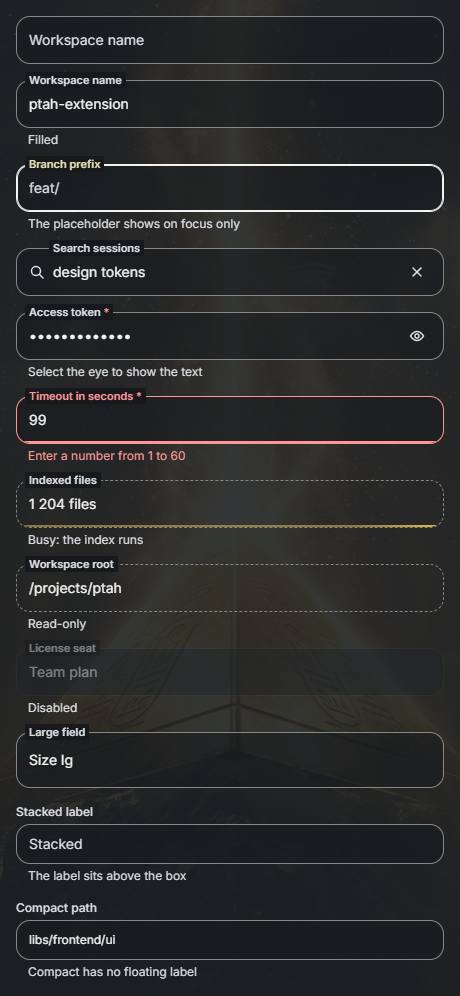 Workspace name
Workspace name
ptah-extension
Filled
Branch prefix
feat/
The placeholder shows on focus only
Search sessions
design tokens
Access token *
•••••••••••••
Select the eye to show the text
Timeout in seconds *
99
Enter a number from 1 to 60
Indexed files
1 204 files
Busy: the index runs
Workspace root
/projects/ptah
Read-only
License seat
Team plan
Disabled
Large field
Size lg
Stacked label
Stacked
The label sits above the box
Compact path
libs/frontend/ui
Compact has no floating label